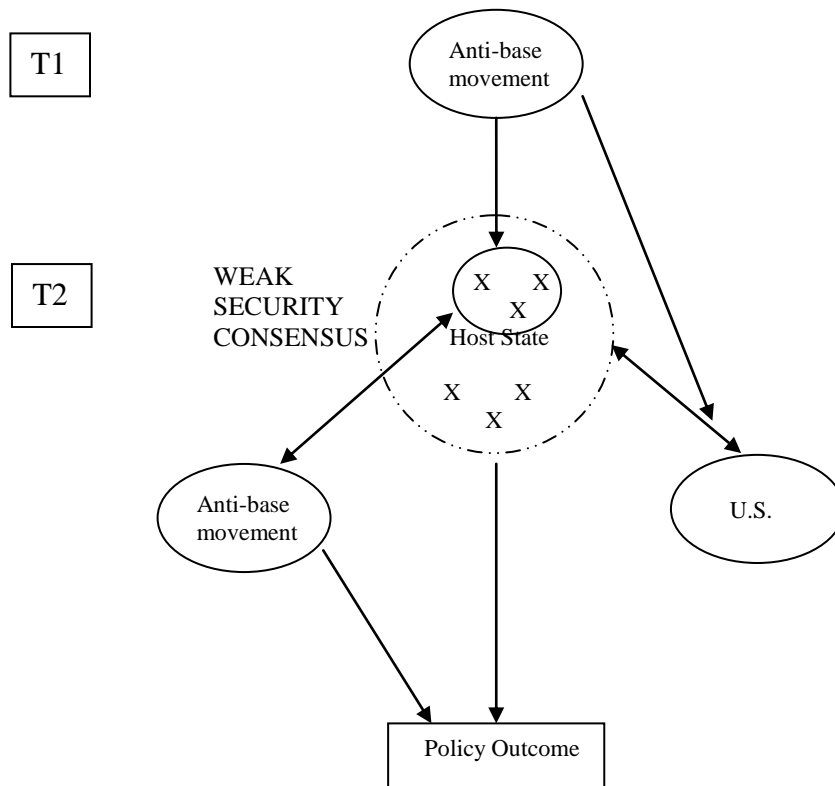 T1
Anti-base
movement
T2
WEAK
SECURITY
CONSENSUS
X X
X
Host State
X X
X
Anti-base
movement
U.S.
Policy Outcome